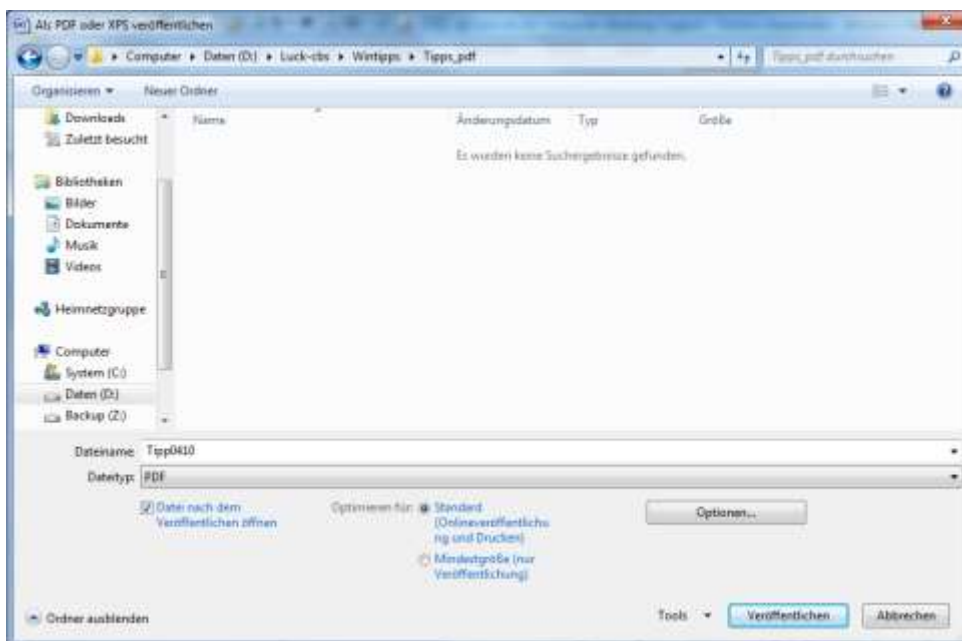 Als PDF oder XPS veröffentlichen
Computer Daten (D:) Luck-cbs Wintipps Tipps_pdf Tipps_pdf durchsuchen
Organisieren Neuer Ordner
Downloads
Zuletzt besucht
Bibliotheken
Bilder
Dokumente
Musik
Videos
Heimnetzgruppe
Computer
System (C:)
Daten (D:)
Backup (Z:)
Name Änderungsdatum Typ Größe
Es wurden keine Suchergebnisse gefunden.
Dateiname: Tipp0410
Dateityp: PDF
Datei nach dem
Veröffentlichen öffnen
Optimieren für:
Standard
(Onlineveröffentlichu
ng und Drucken)
Mindestgröße (nur
Veröffentlichung)
Optionen...
Ordner ausblenden
Tools
Veröffentlichen
Abbrechen